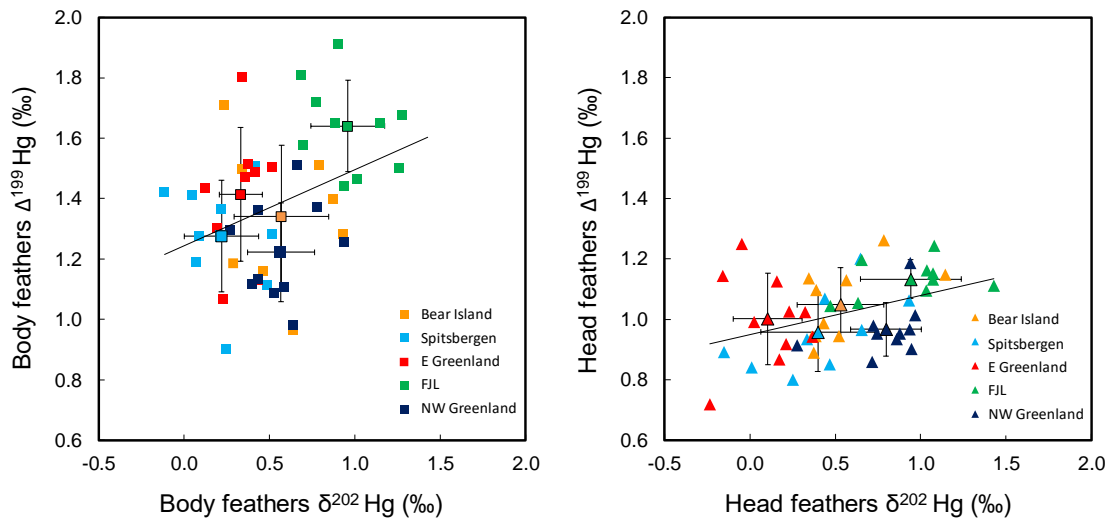 2.0
1.8
1.6
1.4
1.2
1.0
0.8
0.6
-0.5
0.0
0.5
1.0
1.5
2.0
Body feathers Δ¹⁹⁹ Hg (‰)
Body feathers δ²⁰² Hg (‰)
Bear Island
Spitsbergen
E Greenland
FJL
NW Greenland
2.0
1.8
1.6
1.4
1.2
1.0
0.8
0.6
-0.5
0.0
0.5
1.0
1.5
2.0
Head feathers Δ¹⁹⁹ Hg (‰)
Head feathers δ²⁰² Hg (‰)
Bear Island
Spitsbergen
E Greenland
FJL
NW Greenland